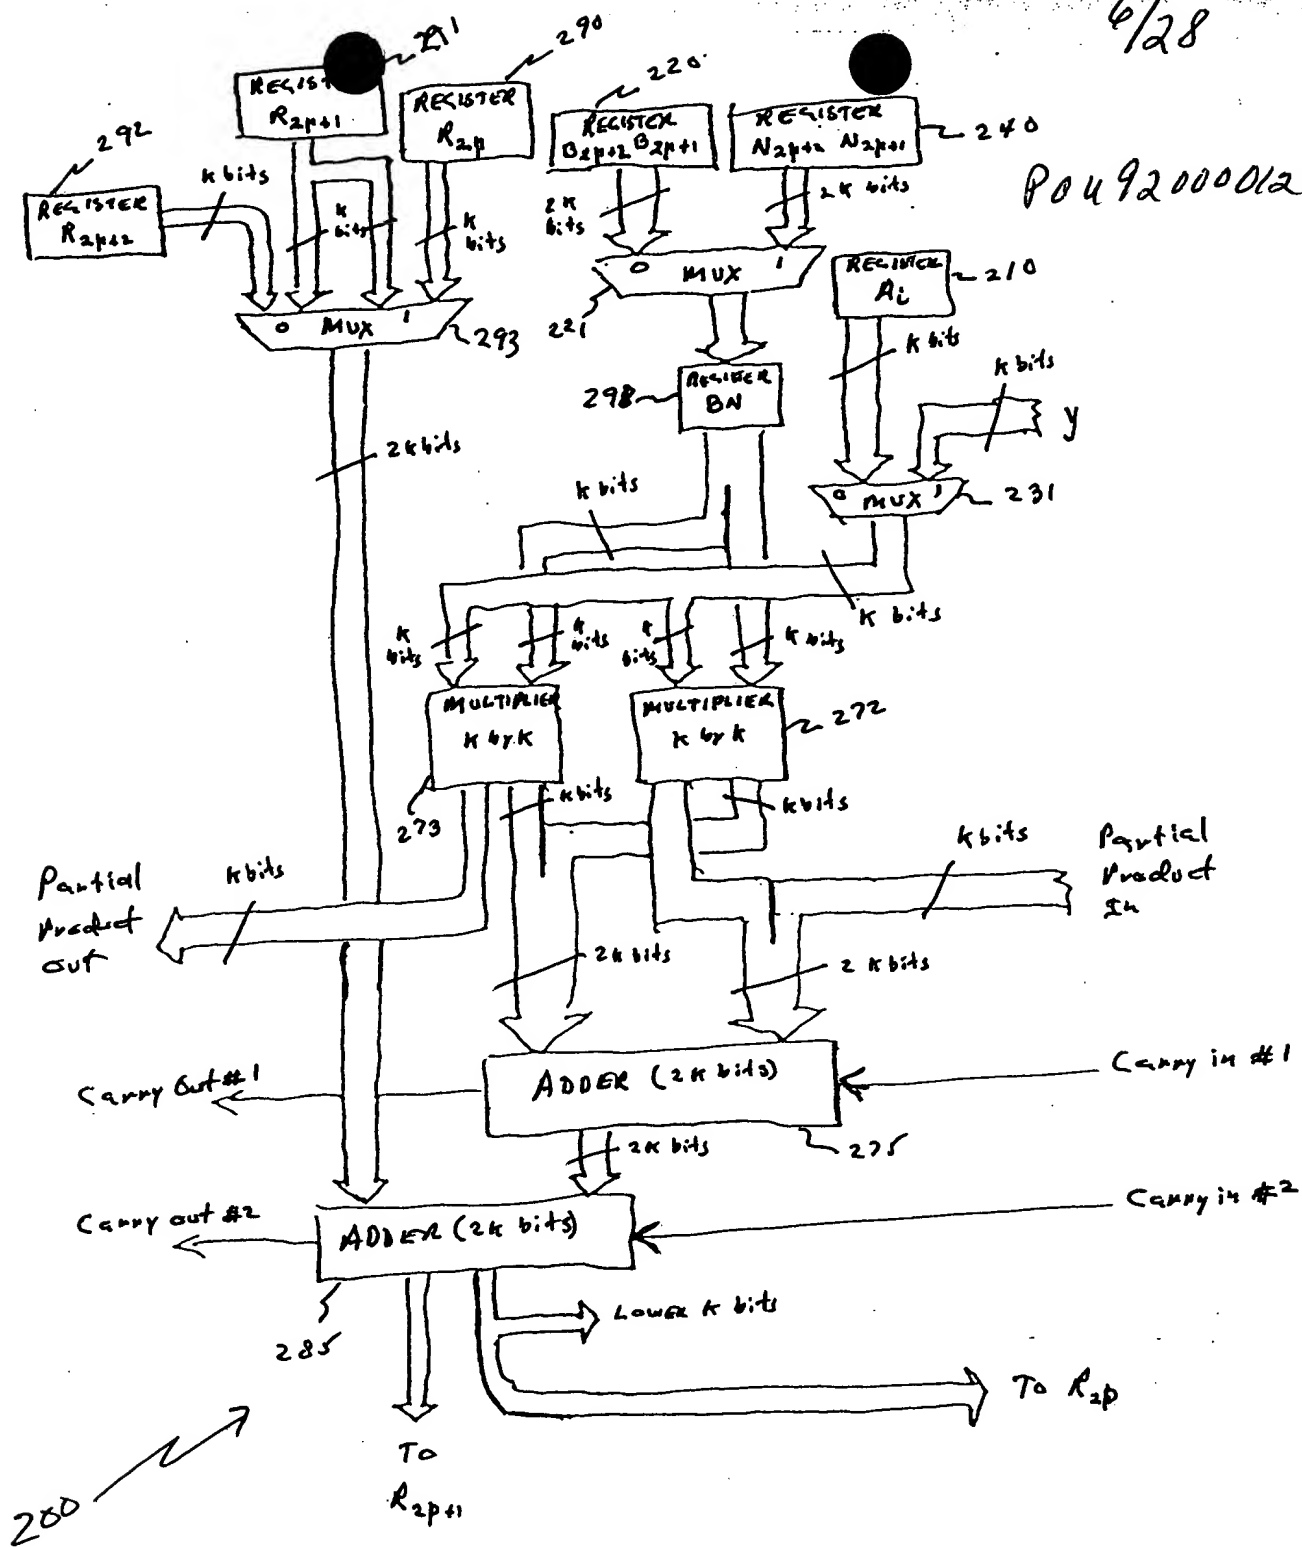 6/28
291
290
REGIST
R2p+1
REGISTER
R2p
220
REGISTER
B2p+2 B2p+1
REGISTER
N2p+2 N2p+1
240
POU92000012
292
REGISTER
R2p+2
K bits
K bits
K bits
2K bits
2K bits
0 MUX 1
293
0 MUX 1
221
REGISTER
Ai
210
K bits
K bits
y
298
REGISTER
BN
2K bits
K bits
0 MUX 1
231
K bits
K bits
K bits
K bits
K bits
MULTIPLIER
K by K
273
MULTIPLIER
K by K
272
K bits
K bits
Partial
Product
out
K bits
K bits
Partial
Product
In
2K bits
2K bits
Carry Out #1
ADDER (2K bits)
275
Carry in #1
2K bits
Carry out #2
ADDER (2K bits)
285
Carry in #2
LOWER K bits
To R2p
To
R2p+1
200